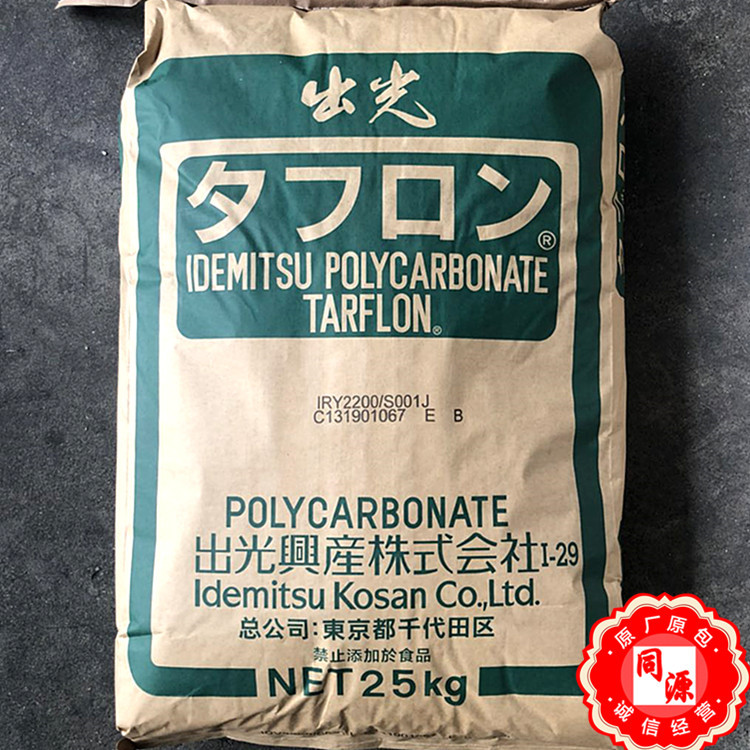 出光
タフロン®
IDEMITSU POLYCARBONATE
TARFLON®
IRY2200/S001J
C131901067 E B
POLYCARBONATE
出光興産株式会社I-29
Idemitsu Kosan Co.,Ltd.
总公司:東京都千代田区
禁止添加於食品
NET 25kg
原厂原包
同源
诚信经营